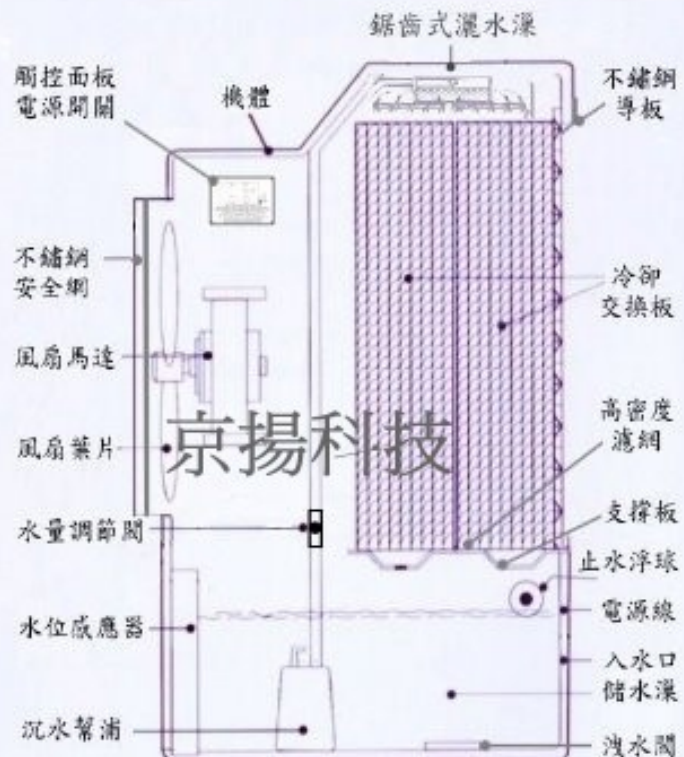 鋸齒式灑水瀑
觸控面板
電源開關
機體
不鏽鋼
導板
不鏽鋼
安全網
冷卻
交換板
風扇馬達
高密度
濾網
京揚科技
風扇葉片
支撐板
水量調節閥
止水浮球
電源線
水位感應器
入水口
儲水瀑
沉水幫浦
洩水閥